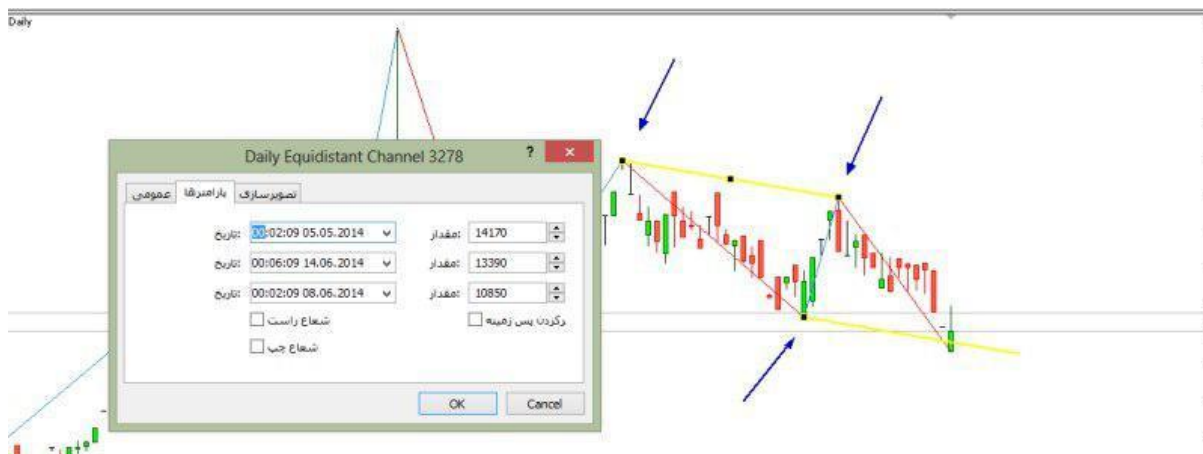 Daily
Daily Equidistant Channel 3278 ?
عمومی پارامترها تصویرسازی
تاریخ: 00:02:09 05.05.2014 مقدار: 14170
تاریخ: 00:06:09 14.06.2014 مقدار: 13390
تاریخ: 00:02:09 08.06.2014 مقدار: 10850
شعاع راست رکردن پس زمینه
شعاع چپ
OK Cancel